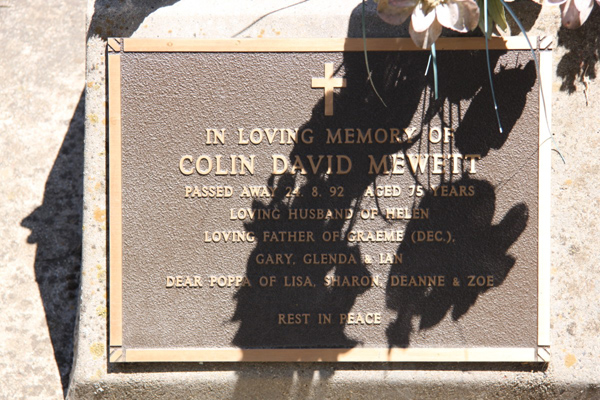 IN LOVING MEMORY OF
COLIN DAVID MEWETT
PASSED AWAY 8. 92 AGED 75 YEARS
LOVING HUSBAND OF HELEN
LOVING FATHER OF GRAEME (DEC.),
GARY, GLENDA & IAN
DEAR POPPA OF LISA, SHARON, DEANNE & ZOE
REST IN PEACE